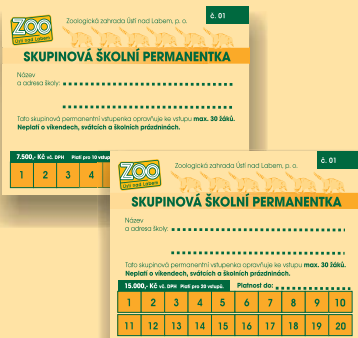 ZOO
Ústí nad Labem
Zoologická zahrada Ústí nad Labem, p. o.
č. 01
SKUPINOVÁ ŠKOLNÍ PERMANENTKA
Název
a adresa školy:
Tato skupinová permanentní vstupenka opravňuje ke vstupu max. 30 žáků.
Neplatí o víkendech, svátcích a školních prázdninách.
7.500,- Kč vč. DPH Platí pro 10 vstup
1 2 3 4
ZOO
Ústí nad Labem
Zoologická zahrada Ústí nad Labem, p. o.
č. 01
SKUPINOVÁ ŠKOLNÍ PERMANENTKA
Název
a adresa školy:
Tato skupinová permanentní vstupenka opravňuje ke vstupu max. 30 žáků.
Neplatí o víkendech, svátcích a školních prázdninách.
15.000,- Kč vč. DPH Platí pro 20 vstupů. Platnost do:
1 2 3 4 5 6 7 8 9 10
11 12 13 14 15 16 17 18 19 20